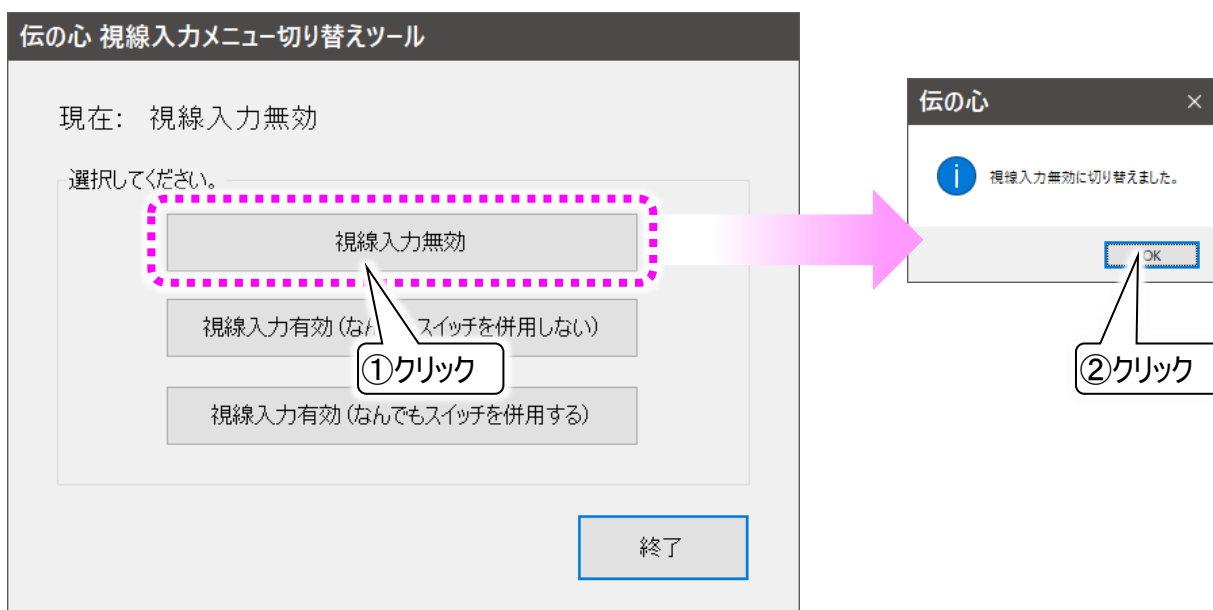 伝の心 視線入力メニュー切り替えツール
現在: 視線入力無効
選択してください。
視線入力無効
視線入力有効(な スイッチを併用しない)
①クリック
視線入力有効(なんでもスイッチを併用する)
終了
伝の心
視線入力無効に切り替えました。
OK
②クリック